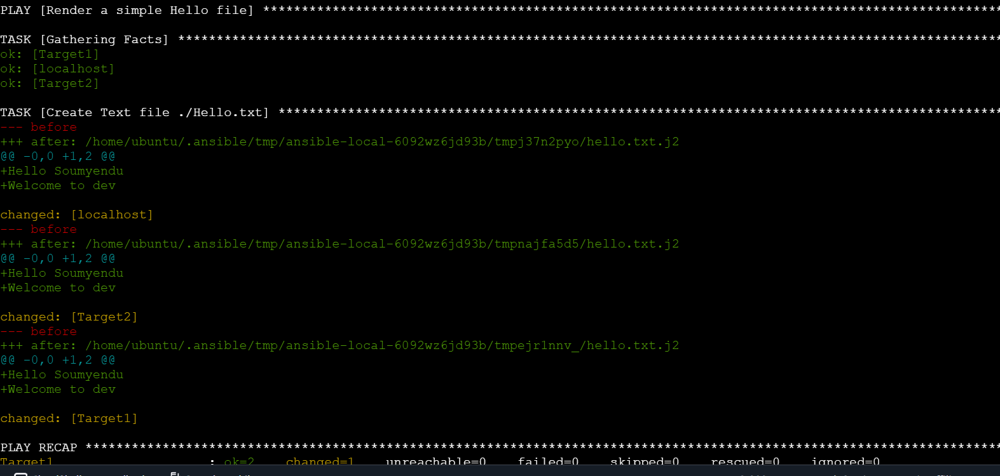 PLAY [Render a simple Hello file] ***********************************************************************************************
TASK [Gathering Facts] **********************************************************************************************************
ok: [Target1]
ok: [localhost]
ok: [Target2]
TASK [Create Text file ./Hello.txt] *********************************************************************************************
--- before
+++ after: /home/ubuntu/.ansible/tmp/ansible-local-6092wz6jd93b/tmpj37n2pyo/hello.txt.j2
@@ -0,0 +1,2 @@
+Hello Soumyendu
+Welcome to dev
changed: [localhost]
--- before
+++ after: /home/ubuntu/.ansible/tmp/ansible-local-6092wz6jd93b/tmpnajfa5d5/hello.txt.j2
@@ -0,0 +1,2 @@
+Hello Soumyendu
+Welcome to dev
changed: [Target2]
--- before
+++ after: /home/ubuntu/.ansible/tmp/ansible-local-6092wz6jd93b/tmpejr1nnv_/hello.txt.j2
@@ -0,0 +1,2 @@
+Hello Soumyendu
+Welcome to dev
changed: [Target1]
PLAY RECAP **********************************************************************************************************************
Target1 : ok=2 changed=1 unreachable=0 failed=0 skipped=0 rescued=0 ignored=0